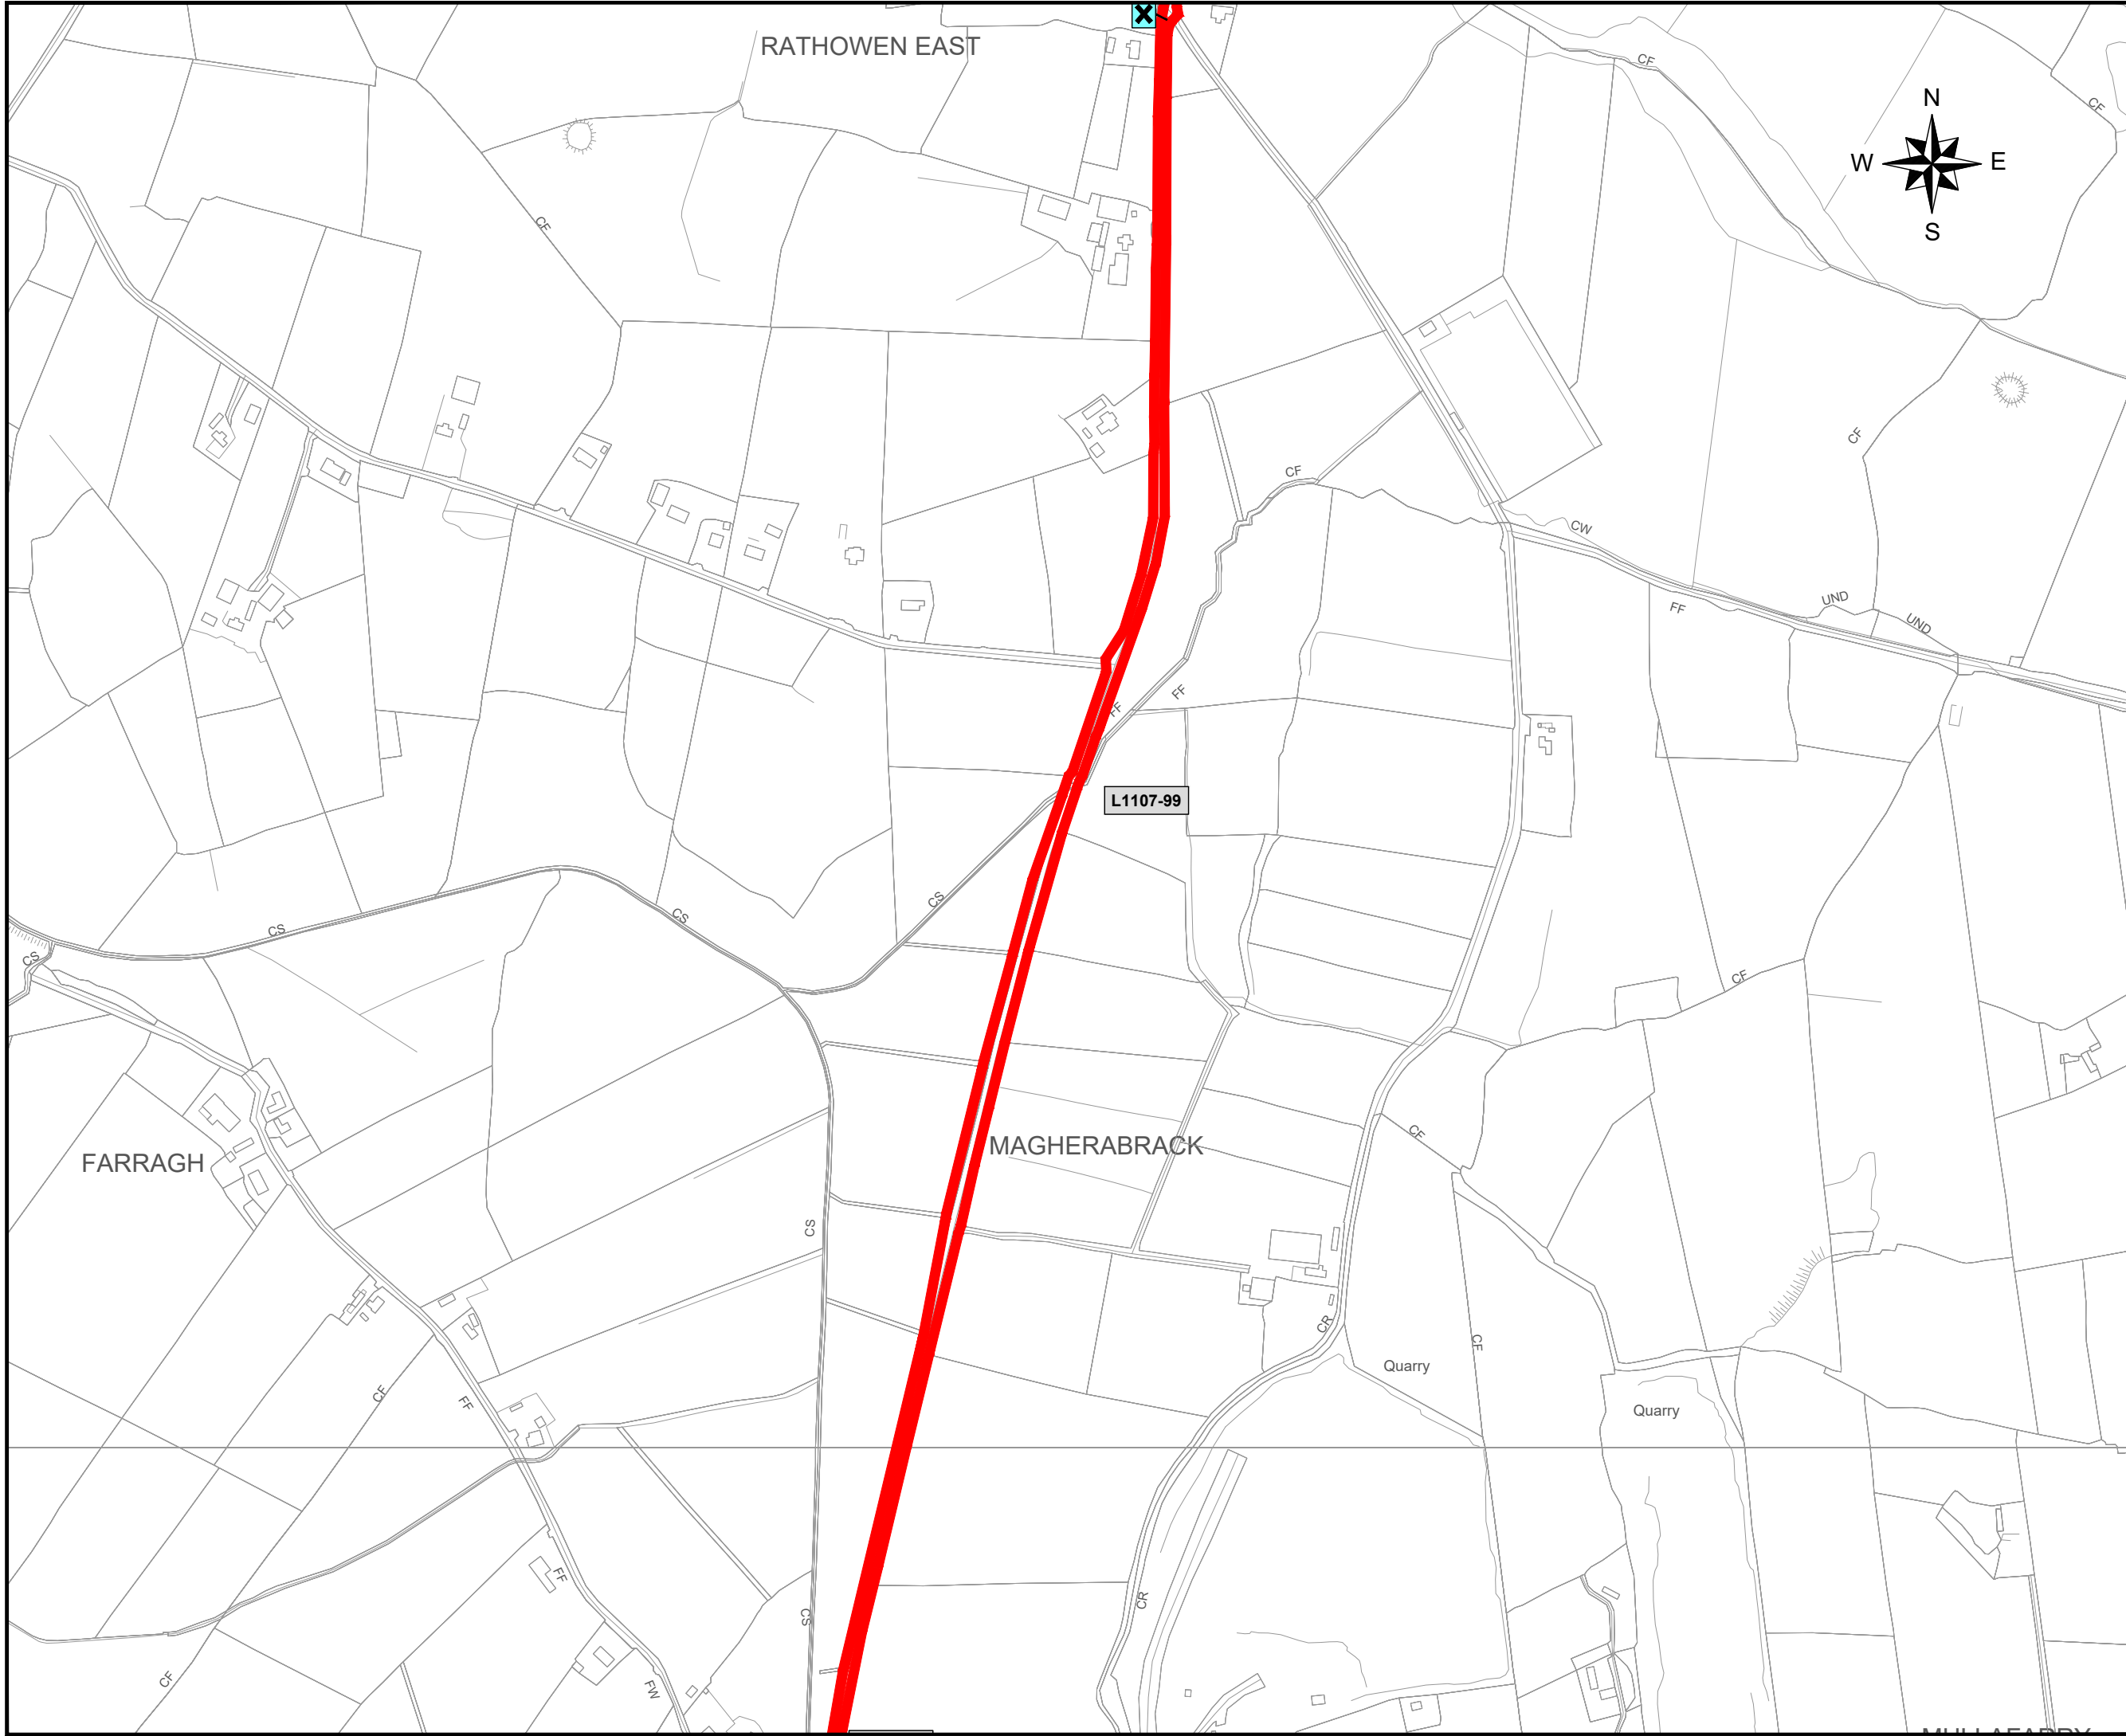 X
RATHOWEN EAST
CF
CF
N
W
E
S
CF
CF
CF
CW
UND
UND
FF
FF
FF
L1107-99
CS
CS
CS
CS
CF
FARRAGH
MAGHERABRACK
CF
CS
CR
CF
Quarry
Quarry
CF
FF
FF
CR
CS
CF
FW
MULLAFARRY